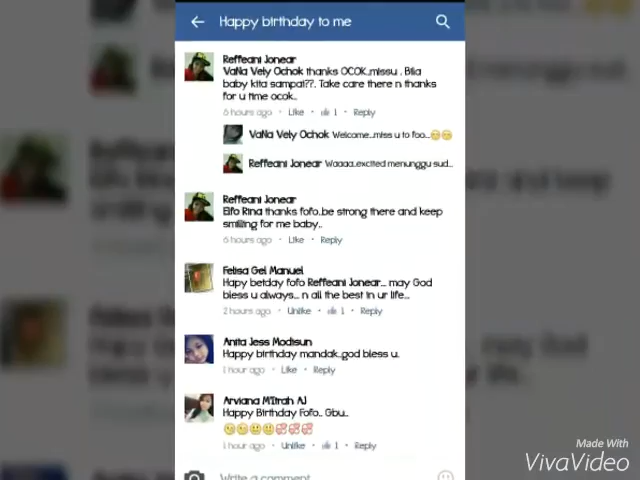 Happy birthday to me
Reffeani Jonear
VaNa Vely Ochok thanks OCOK..missu . Bila
baby kita sampai??. Take care there n thanks
for u time ocok..
6 hours ago · Like · 1 · Reply
VaNa Vely Ochok Welcome...miss u to foo...
Reffeani Jonear Waaaa..excited menunggu sud..
Reffeani Jonear
Elfo Rina thanks fofo..be strong there and keep
smiling for me baby..
6 hours ago · Like · Reply
Felisa Gel Manuel
Hapy betday fofo Reffeani Jonear... may God
bless u always... n all the best in ur life...
2 hours ago · Unlike · 1 · Reply
Anita Jess Modisun
Happy birthday mandak..god bless u.
1 hour ago · Like · Reply
Arviana M'Itrah AJ
Happy Birthday Fofo.. Gbu..
1 hour ago · Unlike · 1 · Reply
Write a comment
Made With
VivaVideo